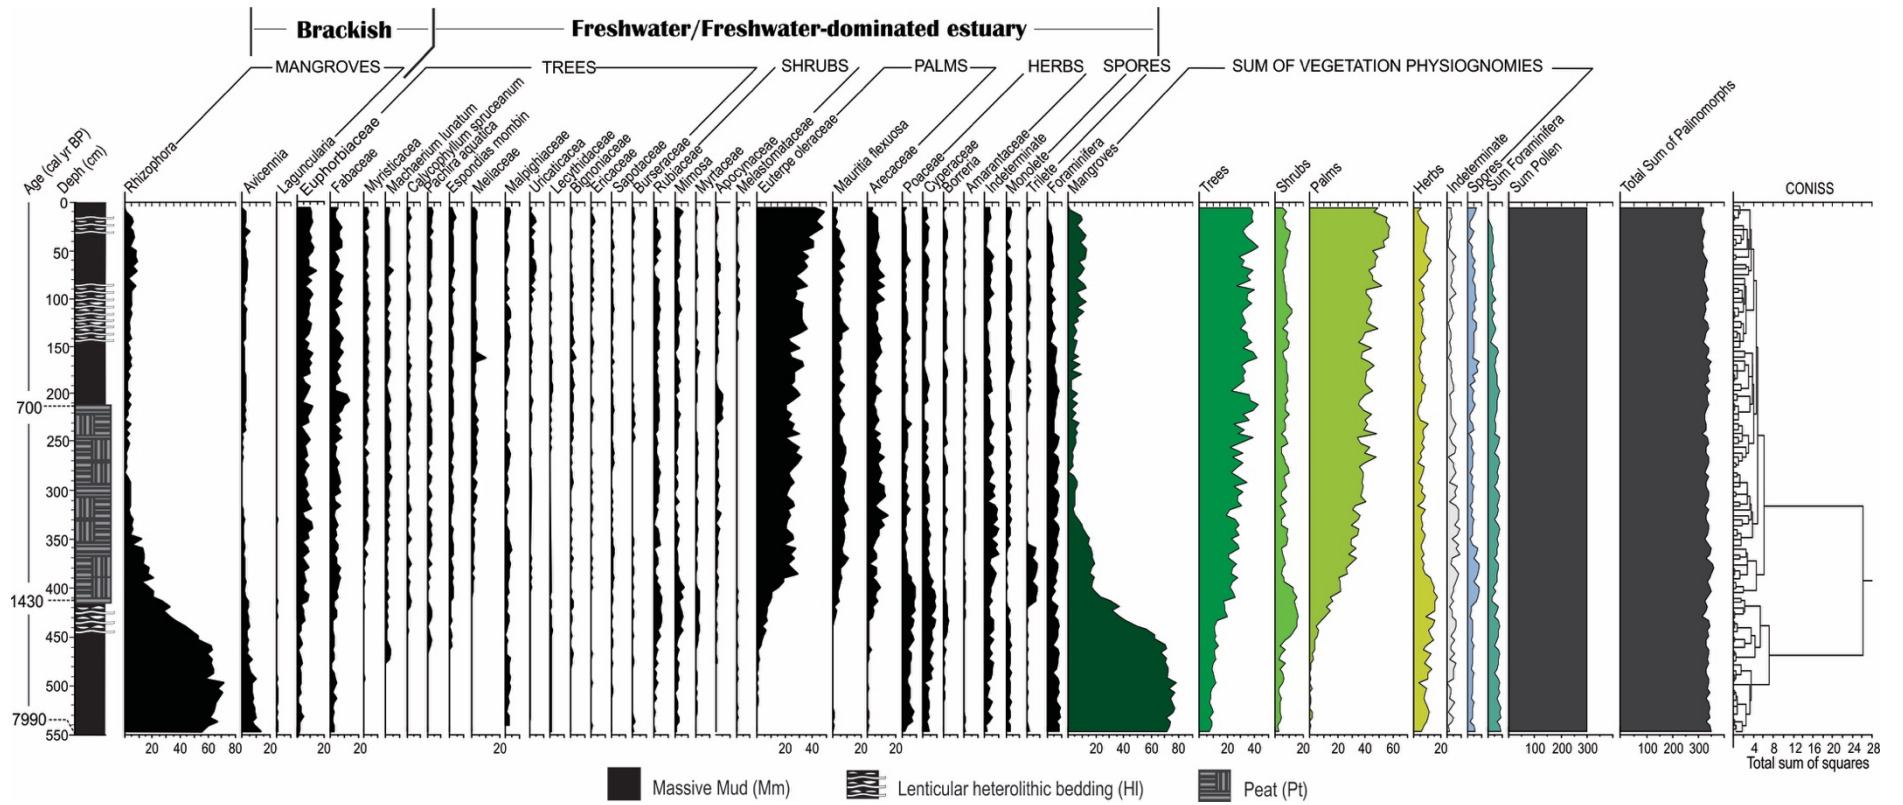 Brackish
Freshwater/Freshwater-dominated estuary
MANGROVES
TREES
SHRUBS
PALMS
HERBS
SPORES
SUM OF VEGETATION PHYSIOGNOMIES
Age (cal yr BP)
Deph (cm)
Rhizophora
Avicennia
Laguncularia
Euphorbiaceae
Fabaceae
Myristicacea
Machaerium lunatum
Calycophyllum spruceanum
Pachira aquatica
Espondias mombin
Meliaceae
Malpighiaceae
Urticaticacea
Lecythidaceae
Bignoniaceae
Ericaceae
Sapotaceae
Burseraceae
Rubiaceae
Mimosa
Myrtaceae
Apocynaceae
Melastomataceae
Euterpe oleraceae
Mauritia flexuosa
Arecaceae
Poaceae
Cyperaceae
Borreria
Amarantaceae
Indeterminate
Monolete
Trilete
Foraminifera
Mangroves
Trees
Shrubs
Palms
Herbs
Indeterminate
Spores
Sum Foraminifera
Sum Pollen
Total Sum of Palinomorphs
CONISS
0
50
100
150
200
700
250
300
350
400
1430
450
500
7990
550
20 40 60 80 20 20 20 20 20 20 40 20 20 20 40 60 80 20 40 20 20 40 60 20 100 200 300 100 200 300 4 8 12 16 20 24 28
Total sum of squares
Massive Mud (Mm)
Lenticular heterolithic bedding (Hl)
Peat (Pt)